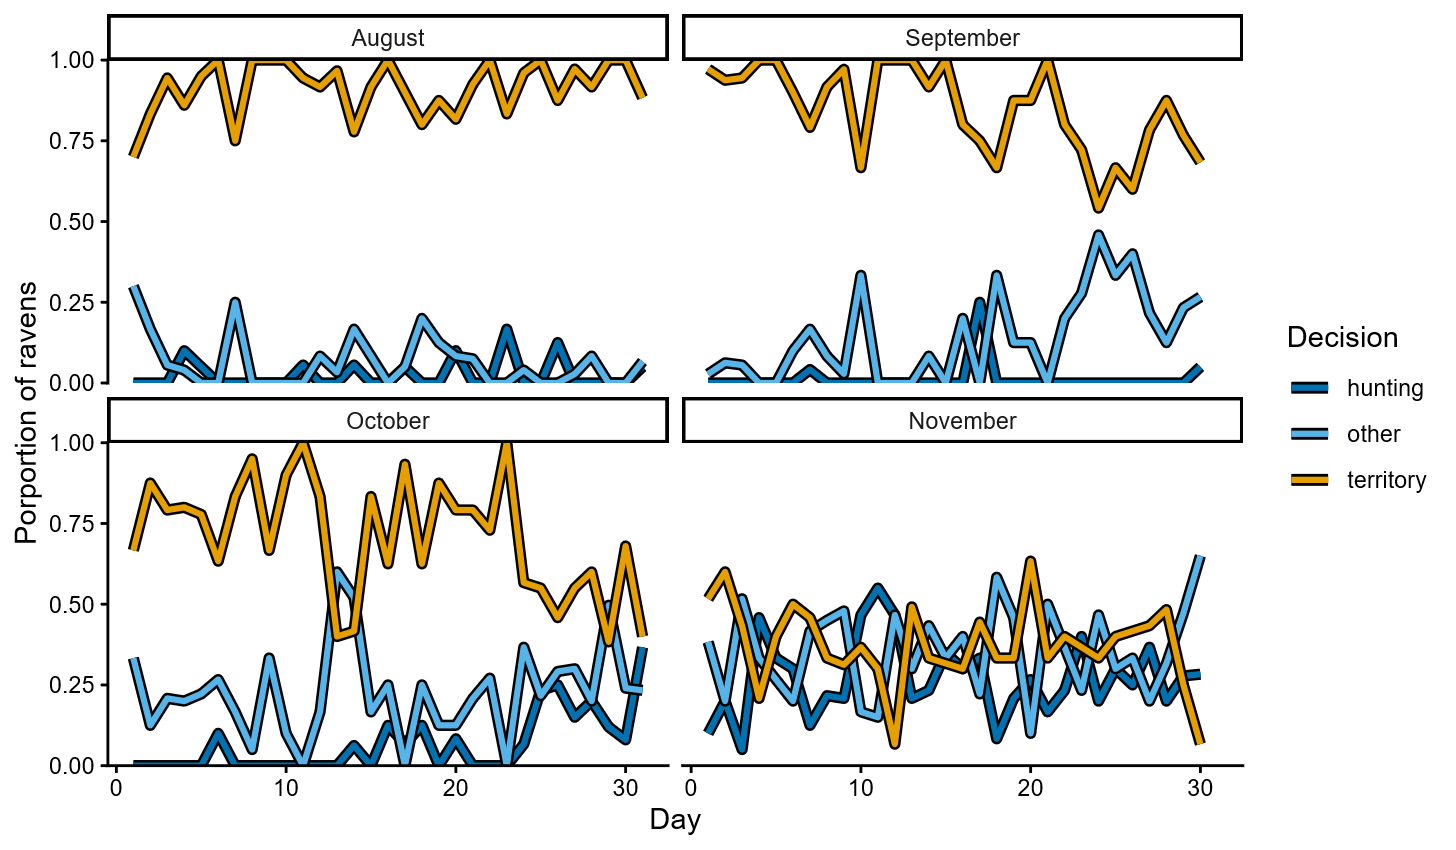 August
September
1.00
0.75
0.50
0.25
0.00
October
November
1.00
0.75
0.50
0.25
0.00
0
10
20
30
0
10
20
30
Day
Porportion of ravens
Decision
hunting
other
territory